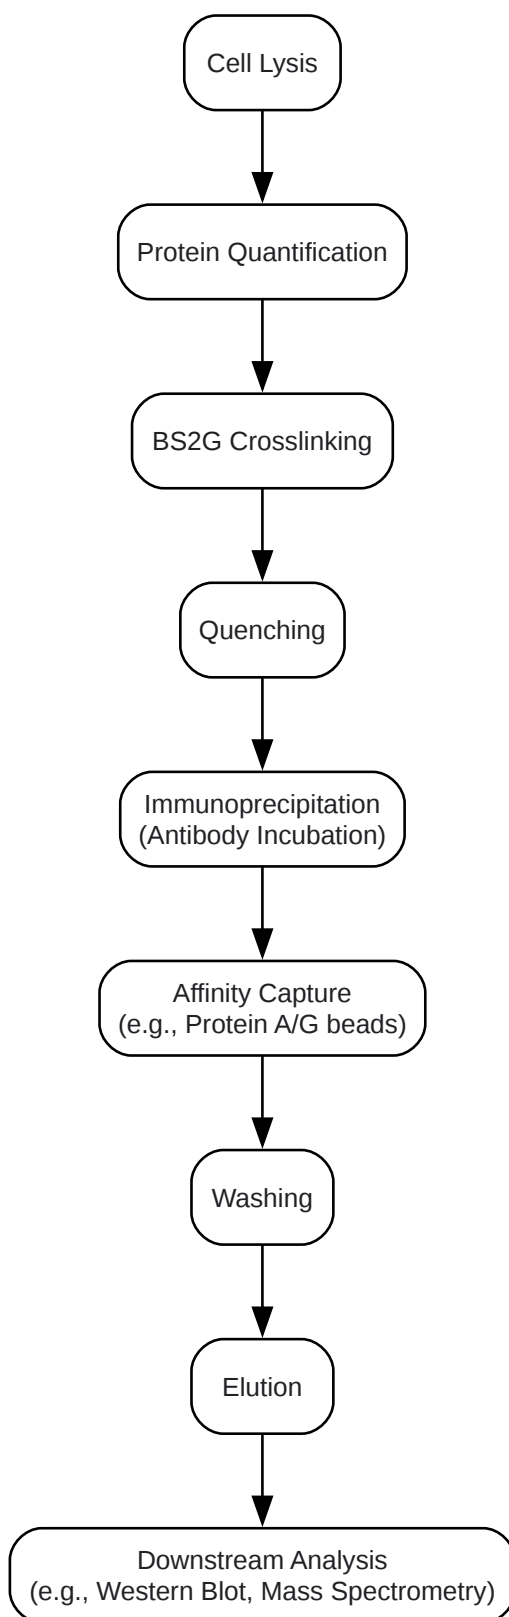 Cell Lysis
Protein Quantification
BS2G Crosslinking
Quenching
Immunoprecipitation
(Antibody Incubation)
Affinity Capture
(e.g., Protein A/G beads)
Washing
Elution
Downstream Analysis
(e.g., Western Blot, Mass Spectrometry)